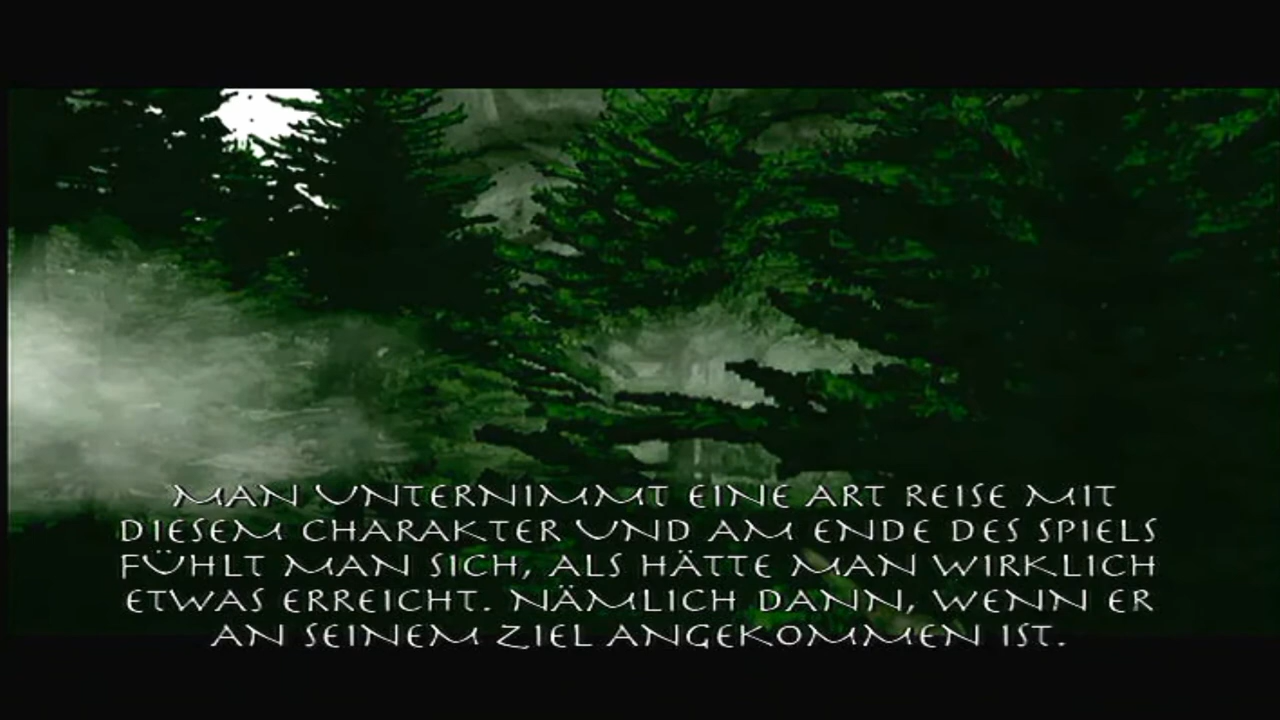 MAN UNTERNIMMT EINE ART REISE MIT
DIESEM CHARAKTER UND AM ENDE DES SPIELS
FÜHLT MAN SICH, ALS HÄTTE MAN WIRKLICH
ETWAS ERREICHT. NÄMLICH DANN, WENN ER
AN SEINEM ZIEL ANGEKOMMEN IST.